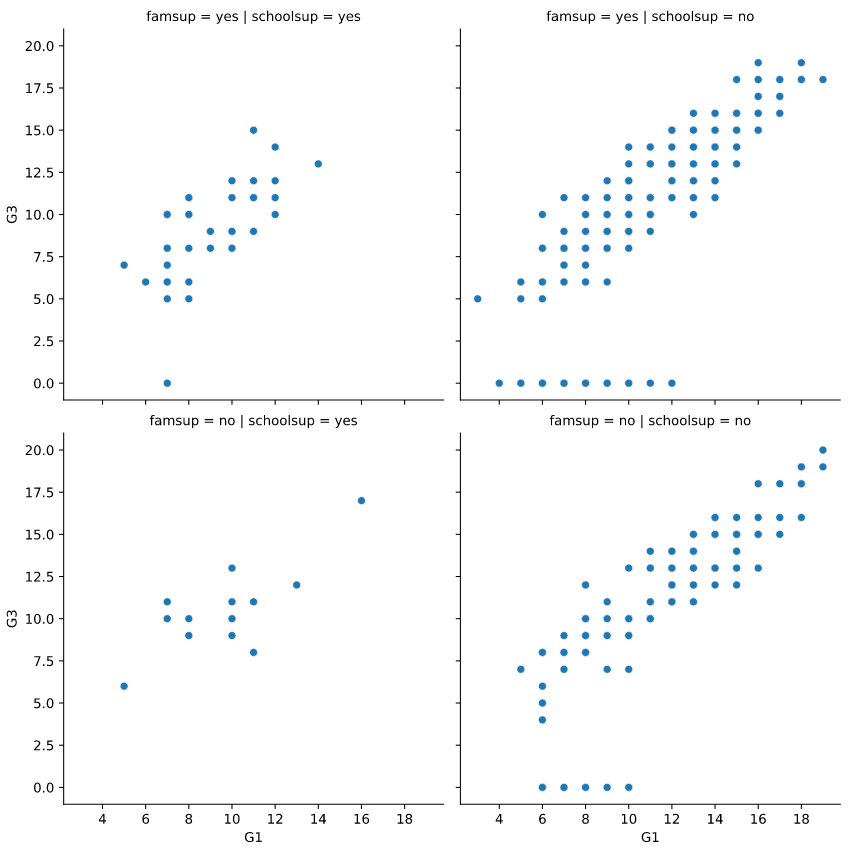 famsup = yes | schoolsup = yes
famsup = yes | schoolsup = no
20.0
17.5
15.0
12.5
10.0
7.5
5.0
2.5
0.0
G3
famsup = no | schoolsup = yes
famsup = no | schoolsup = no
20.0
17.5
15.0
12.5
10.0
7.5
5.0
2.5
0.0
G3
4 6 8 10 12 14 16 18
4 6 8 10 12 14 16 18
G1
G1